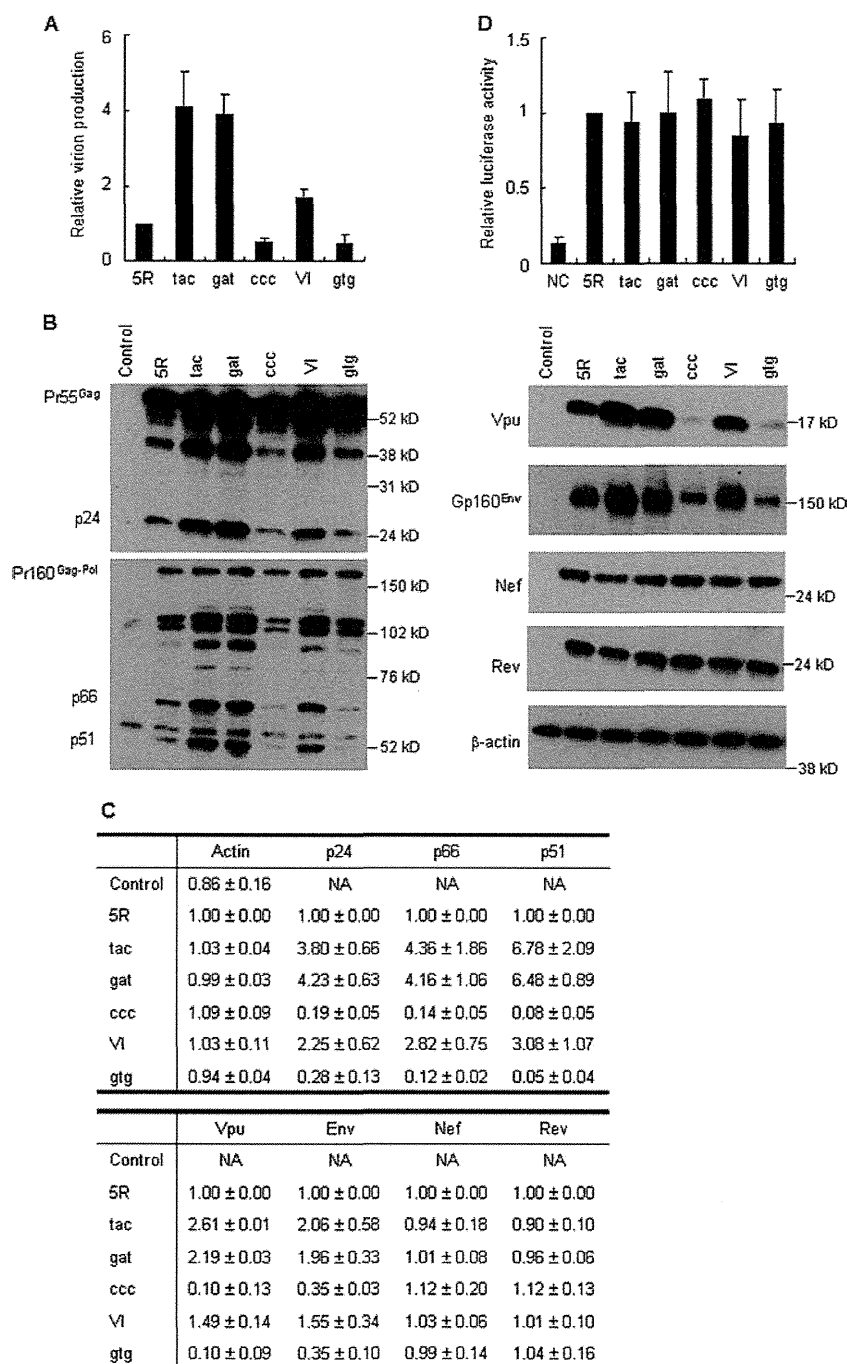 A
Relative virion production
6
4
2
0
5R tac gat ccc VI gtg
D
Relative luciferase activity
1.5
1
0.5
0
NC 5R tac gat ccc VI gtg
B
Control 5R tac gat ccc VI gtg
Pr55Gag
52 kD
38 kD
31 kD
p24
24 kD
Pr160Gag-Pol
150 kD
102 kD
76 kD
p66
p51
52 kD
Control 5R tac gat ccc VI gtg
Vpu
17 kD
Gp160Env
150 kD
Nef
24 kD
Rev
24 kD
β-actin
38 kD
C
Actin p24 p66 p51
Control 0.86 ± 0.16 NA NA NA
5R 1.00 ± 0.00 1.00 ± 0.00 1.00 ± 0.00 1.00 ± 0.00
tac 1.03 ± 0.04 3.80 ± 0.66 4.36 ± 1.86 6.78 ± 2.09
gat 0.99 ± 0.03 4.23 ± 0.63 4.16 ± 1.06 6.48 ± 0.89
ccc 1.09 ± 0.09 0.19 ± 0.05 0.14 ± 0.05 0.08 ± 0.05
VI 1.03 ± 0.11 2.25 ± 0.62 2.82 ± 0.75 3.08 ± 1.07
gtg 0.94 ± 0.04 0.28 ± 0.13 0.12 ± 0.02 0.05 ± 0.04
Vpu Env Nef Rev
Control NA NA NA NA
5R 1.00 ± 0.00 1.00 ± 0.00 1.00 ± 0.00 1.00 ± 0.00
tac 2.61 ± 0.01 2.06 ± 0.58 0.94 ± 0.18 0.90 ± 0.10
gat 2.19 ± 0.03 1.96 ± 0.33 1.01 ± 0.08 0.96 ± 0.06
ccc 0.10 ± 0.13 0.35 ± 0.03 1.12 ± 0.20 1.12 ± 0.13
VI 1.49 ± 0.14 1.55 ± 0.34 1.03 ± 0.06 1.01 ± 0.10
gtg 0.10 ± 0.09 0.35 ± 0.10 0.99 ± 0.14 1.04 ± 0.16